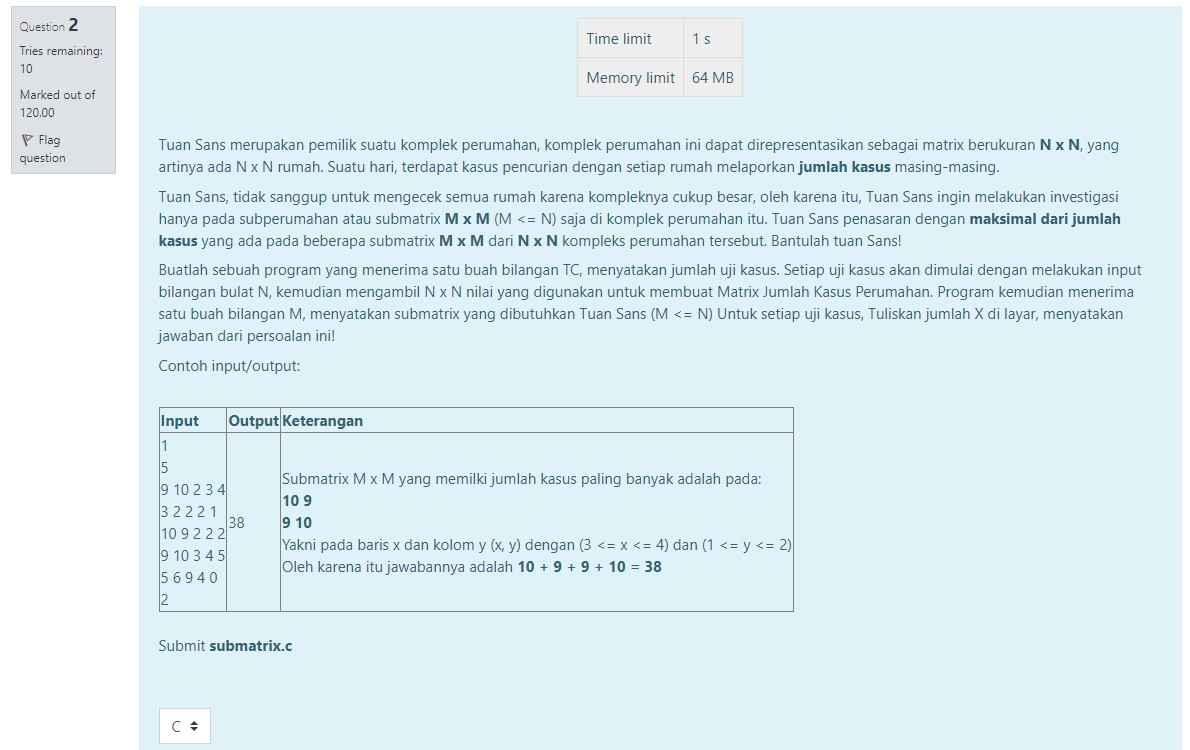 Question 2
Tries remaining:
10
Marked out of
120.00
Flag
question
Time limit 1 s
Memory limit 64 MB
Tuan Sans merupakan pemilik suatu komplek perumahan, komplek perumahan ini dapat direpresentasikan sebagai matrix berukuran N x N, yang
artinya ada N x N rumah. Suatu hari, terdapat kasus pencurian dengan setiap rumah melaporkan jumlah kasus masing-masing.
Tuan Sans, tidak sanggup untuk mengecek semua rumah karena kompleknya cukup besar, oleh karena itu, Tuan Sans ingin melakukan investigasi
hanya pada subperumahan atau submatrix M x M (M <= N) saja di komplek perumahan itu. Tuan Sans penasaran dengan maksimal dari jumlah
kasus yang ada pada beberapa submatrix M x M dari N x N kompleks perumahan tersebut. Bantulah tuan Sans!
Buatlah sebuah program yang menerima satu buah bilangan TC, menyatakan jumlah uji kasus. Setiap uji kasus akan dimulai dengan melakukan input
bilangan bulat N, kemudian mengambil N x N nilai yang digunakan untuk membuat Matrix Jumlah Kasus Perumahan. Program kemudian menerima
satu buah bilangan M, menyatakan submatrix yang dibutuhkan Tuan Sans (M <= N) Untuk setiap uji kasus, Tuliskan jumlah X di layar, menyatakan
jawaban dari persoalan ini!
Contoh input/output:
Input Output Keterangan
1
5
9 10 2 3 4
3 2 2 2 1
10 9 2 2 2
9 10 3 4 5
5 6 9 4 0
2
38
Submatrix M x M yang memilki jumlah kasus paling banyak adalah pada:
10 9
9 10
Yakni pada baris x dan kolom y (x, y) dengan (3 <= x <= 4) dan (1 <= y <= 2)
Oleh karena itu jawabannya adalah 10 + 9 + 9 + 10 = 38
Submit submatrix.c
C